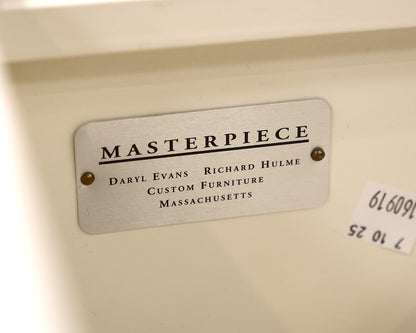 MASTERPIECE
DARYL EVANS RICHARD HULME
CUSTOM FURNITURE
MASSACHUSETTS
7 10 25